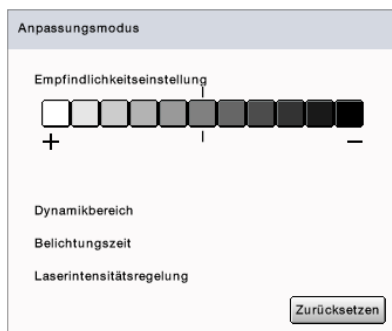 Anpassungsmodus
Empfindlichkeitseinstellung
+ −
Dynamikbereich
Belichtungszeit
Laserintensitätsregelung
Zurücksetzen